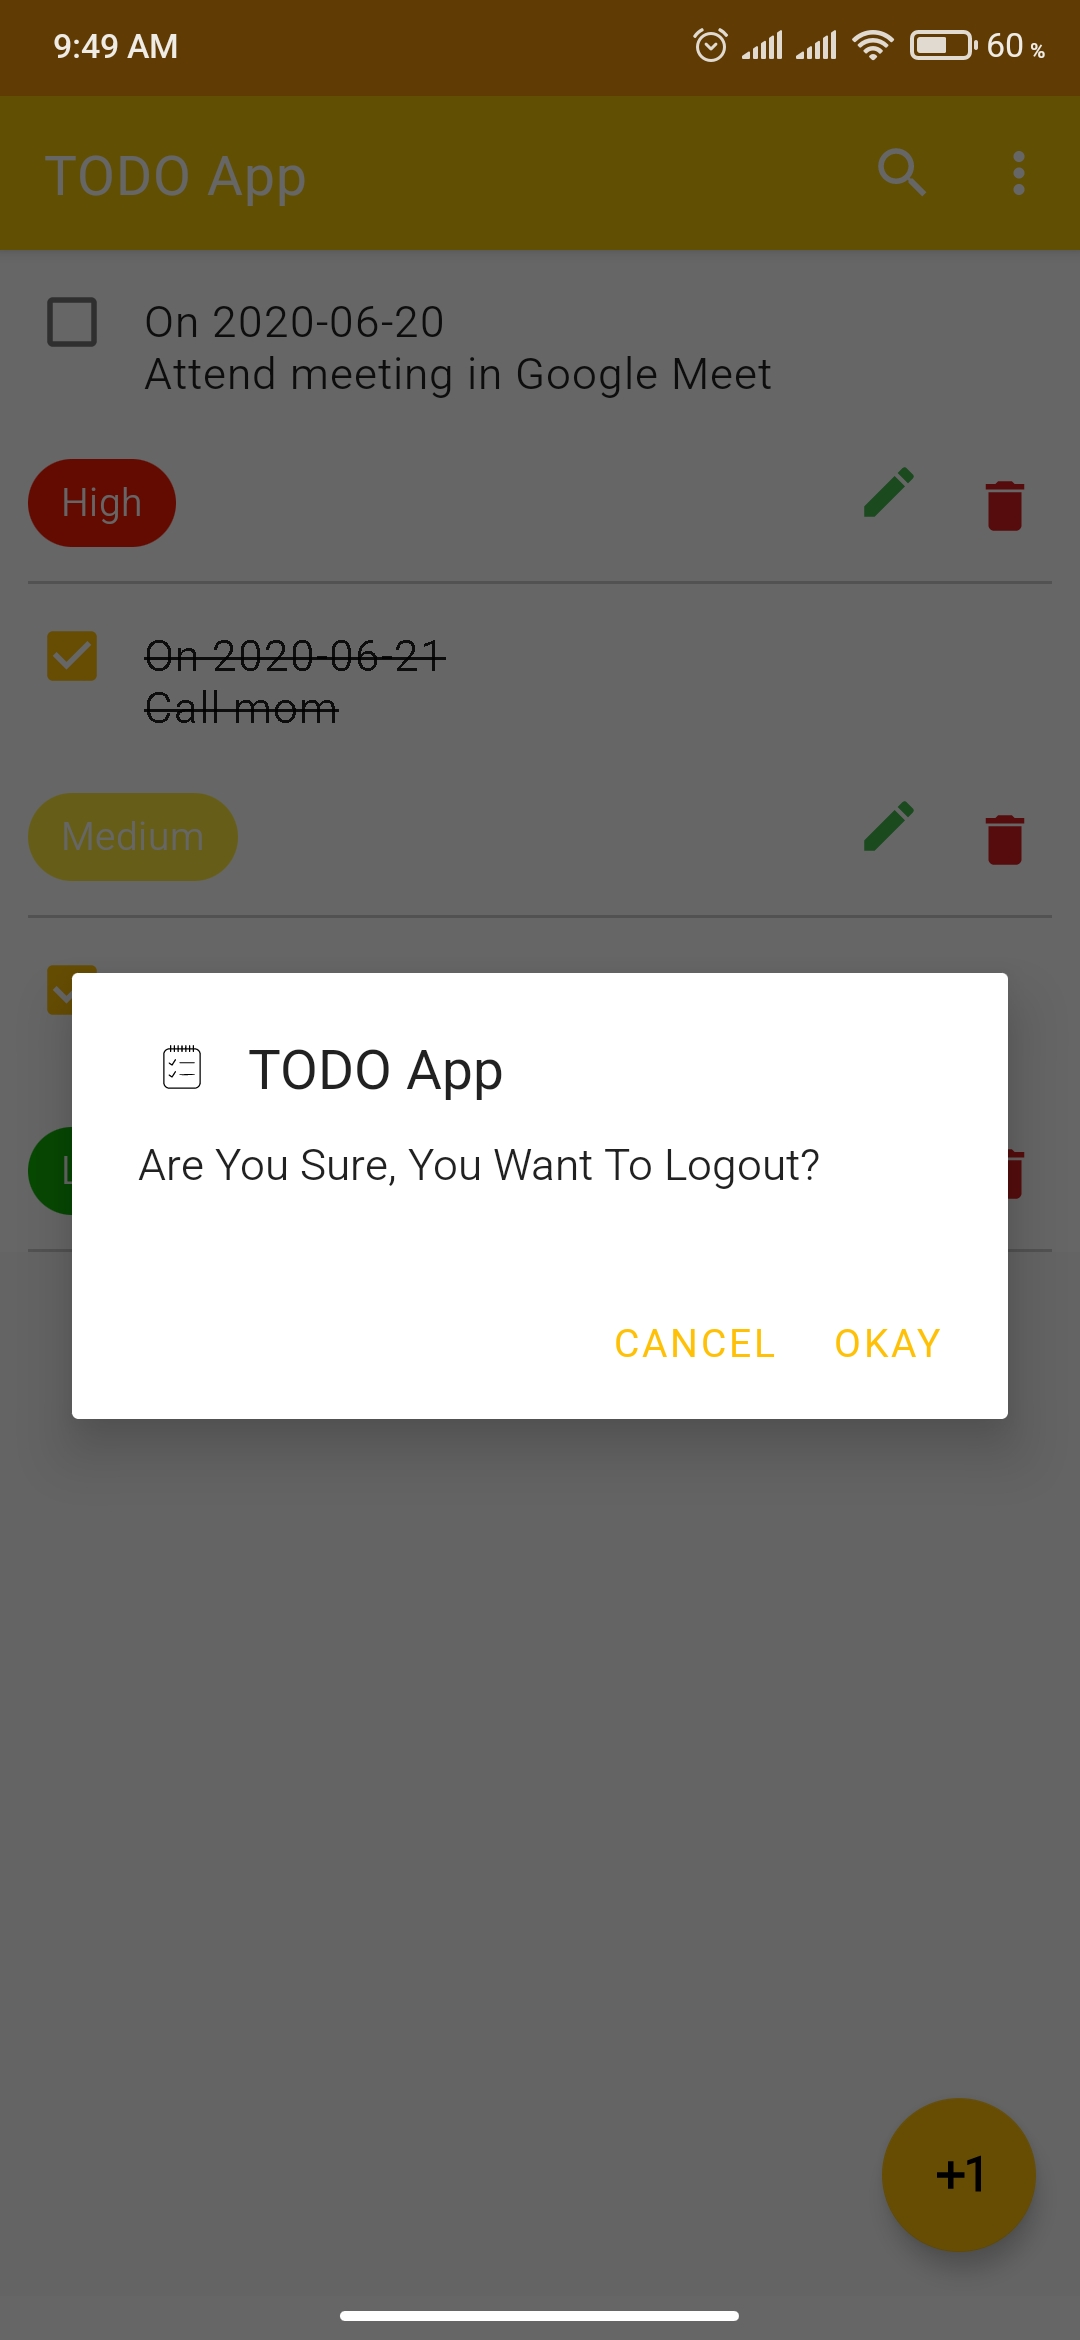 9:49 AM 60 %
TODO App
On 2020-06-20
Attend meeting in Google Meet
High
On 2020-06-21
Call mom
Medium
TODO App
Are You Sure, You Want To Logout?
CANCEL OKAY
+1